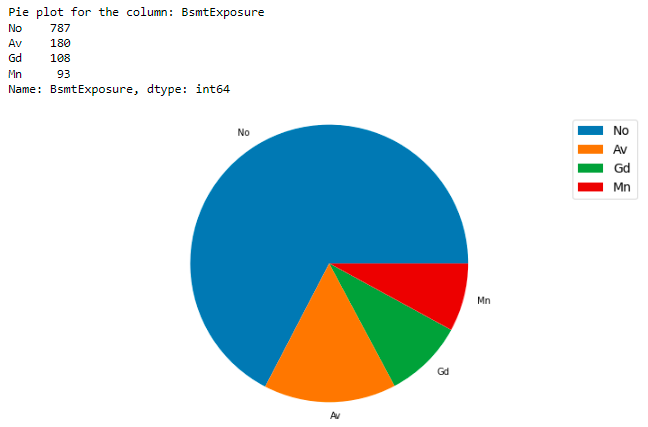 Pie plot for the column: BsmtExposure
No    787
Av    180
Gd    108
Mn     93
Name: BsmtExposure, dtype: int64
No
No
Av
Gd
Mn
Mn
Gd
Av